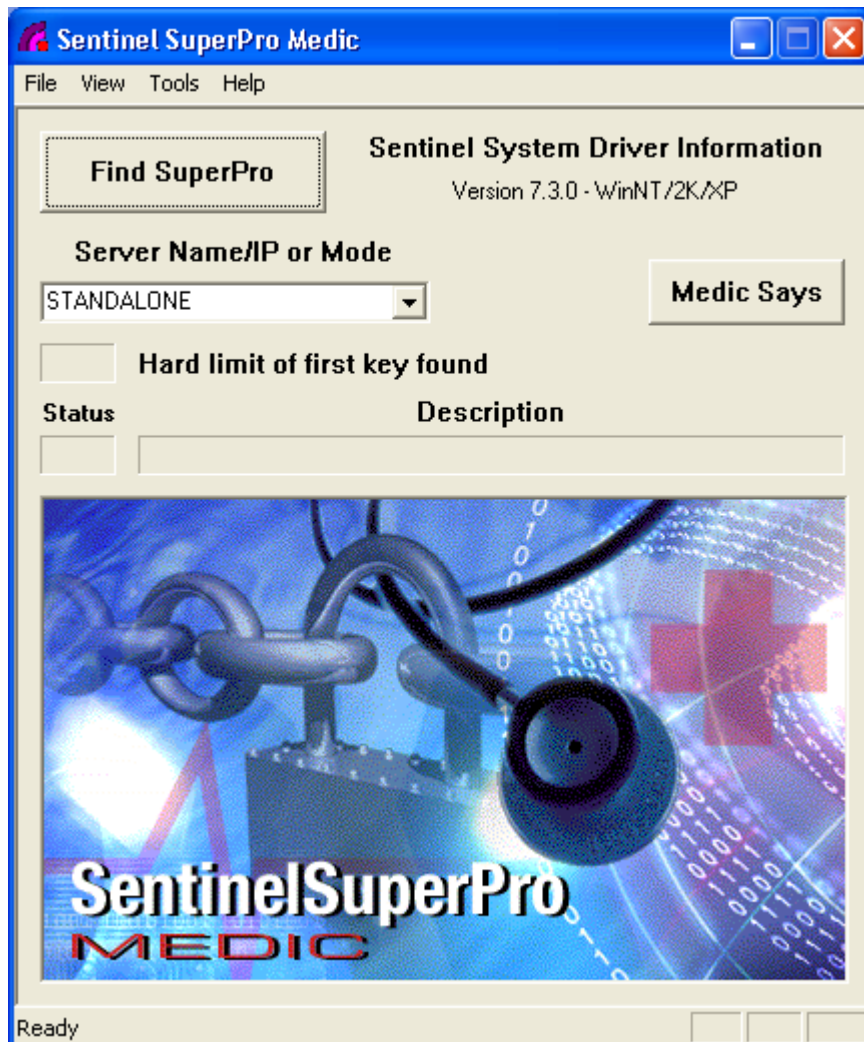 Sentinel SuperPro Medic
File View Tools Help
Find SuperPro
Sentinel System Driver Information
Version 7.3.0 - WinNT/2K/XP
Server Name/IP or Mode
STANDALONE
Medic Says
Hard limit of first key found
Status
Description
SentinelSuperPro
MEDIC
Ready